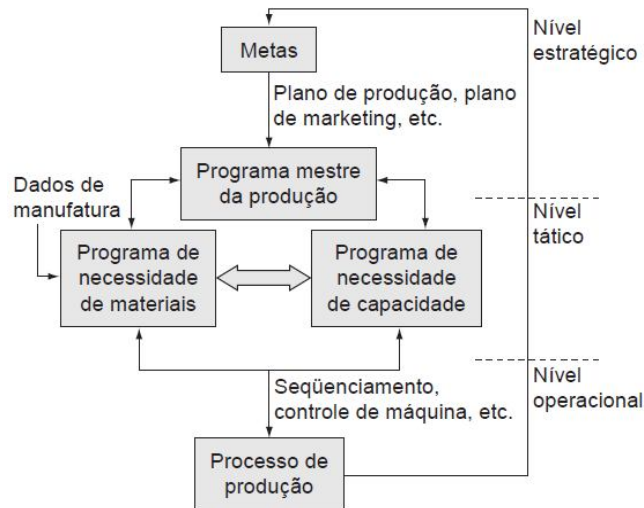 Metas
Nível
estratégico
Plano de produção, plano
de marketing, etc.
Programa mestre
da produção
Dados de
manufatura
Nível
tático
Programa de
necessidade
de materiais
Programa de
necessidade
de capacidade
Nível
operacional
Seqüenciamento,
controle de máquina, etc.
Processo de
produção